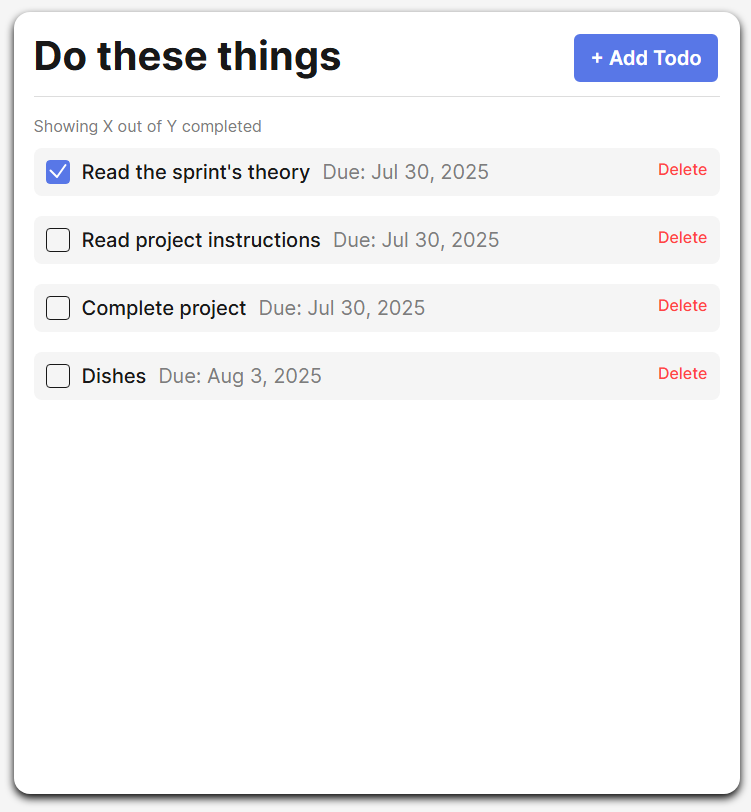 Do these things
+ Add Todo
Showing X out of Y completed
Read the sprint's theory Due: Jul 30, 2025 Delete
Read project instructions Due: Jul 30, 2025 Delete
Complete project Due: Jul 30, 2025 Delete
Dishes Due: Aug 3, 2025 Delete